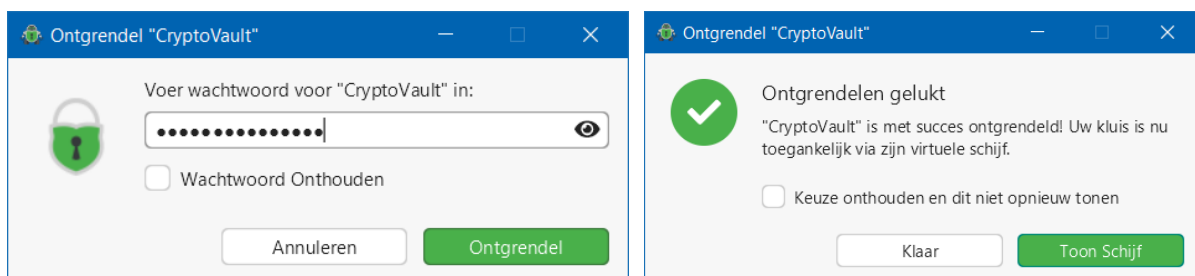 Ontgrendel "CryptoVault"
Voer wachtwoord voor "CryptoVault" in:
•••••••••••••••
Wachtwoord Onthouden
Annuleren
Ontgrendel
Ontgrendel "CryptoVault"
Ontgrendelen gelukt
"CryptoVault" is met succes ontgrendeld! Uw kluis is nu
toegankelijk via zijn virtuele schijf.
Keuze onthouden en dit niet opnieuw tonen
Klaar
Toon Schijf